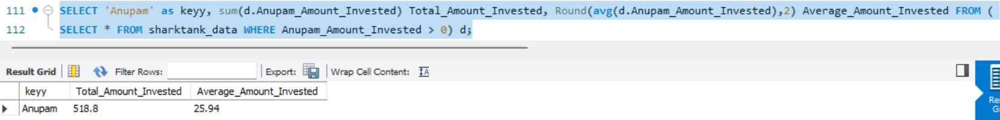 111 SELECT 'Anupam' as keyy, sum(d.Anupam_Amount_Invested) Total_Amount_Invested, Round(avg(d.Anupam_Amount_Invested),2) Average_Amount_Invested FROM (
112 SELECT * FROM sharktank_data WHERE Anupam_Amount_Invested > 0) d;
Result Grid Filter Rows: Export: Wrap Cell Content: IA
keyy Total_Amount_Invested Average_Amount_Invested
Anupam 518.8 25.94